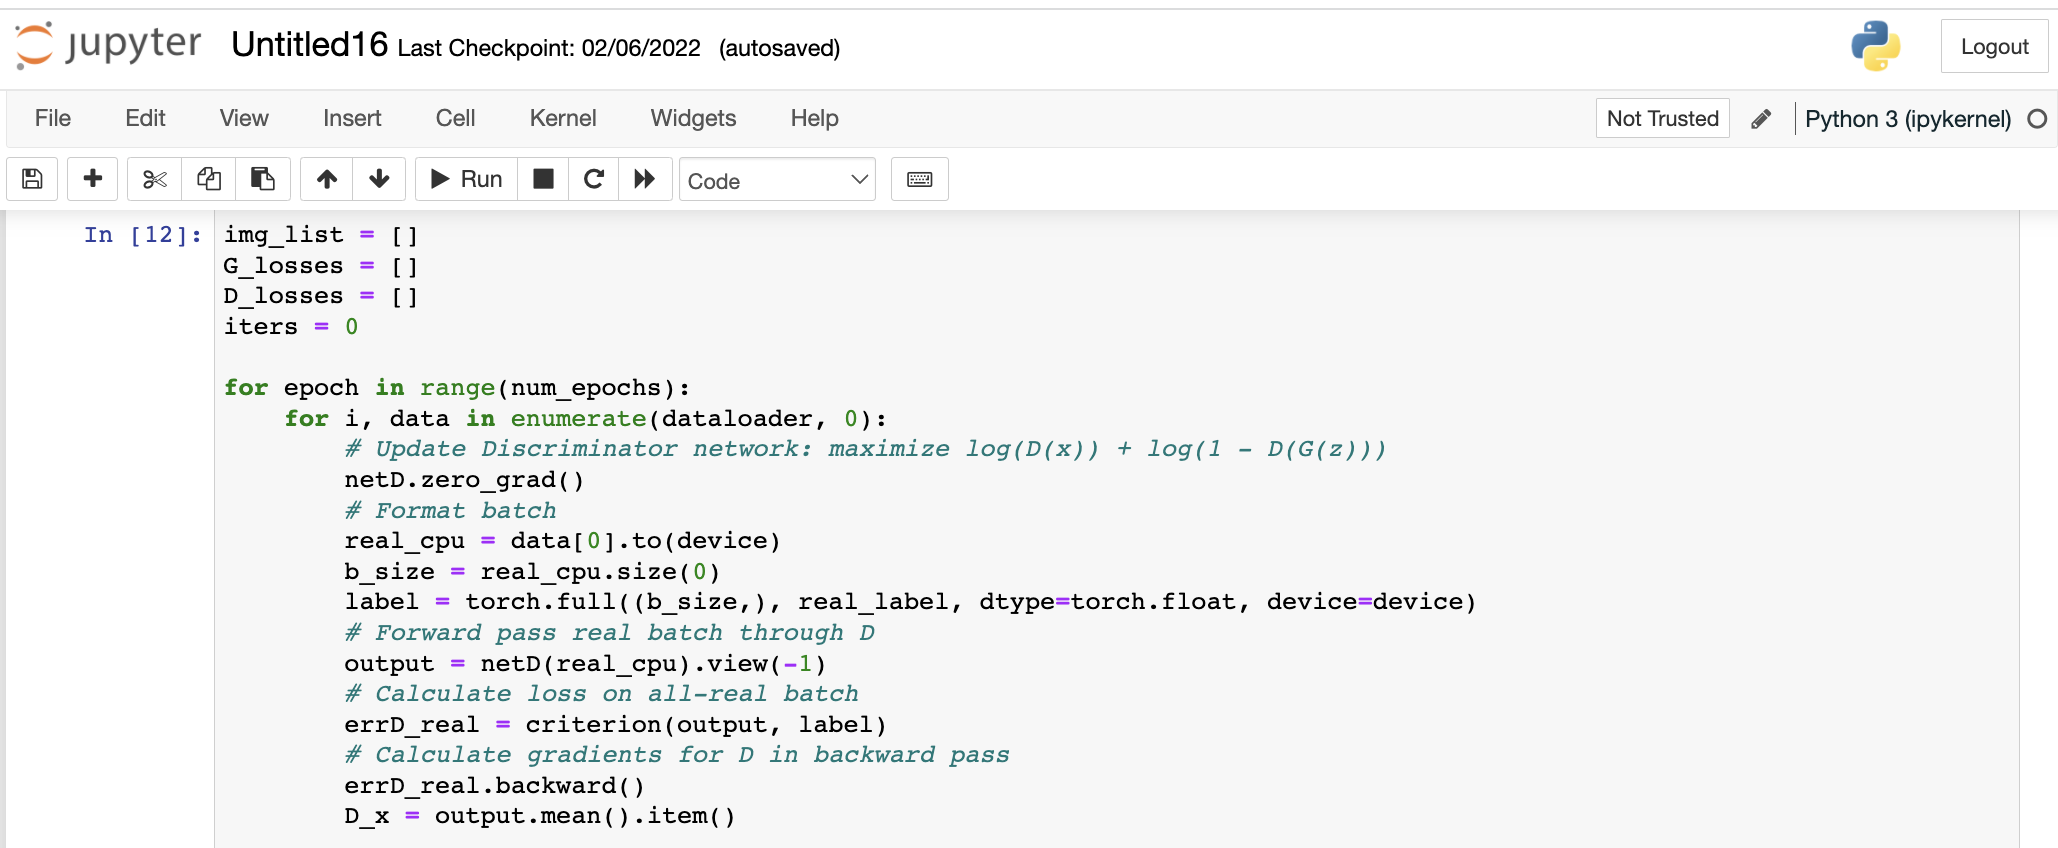 jupyter Untitled16 Last Checkpoint: 02/06/2022 (autosaved) Logout
File Edit View Insert Cell Kernel Widgets Help Not Trusted Python 3 (ipykernel)
Run Code
In [12]: img_list = []
G_losses = []
D_losses = []
iters = 0
for epoch in range(num_epochs):
    for i, data in enumerate(dataloader, 0):
        # Update Discriminator network: maximize log(D(x)) + log(1 - D(G(z)))
        netD.zero_grad()
        # Format batch
        real_cpu = data[0].to(device)
        b_size = real_cpu.size(0)
        label = torch.full((b_size,), real_label, dtype=torch.float, device=device)
        # Forward pass real batch through D
        output = netD(real_cpu).view(-1)
        # Calculate loss on all-real batch
        errD_real = criterion(output, label)
        # Calculate gradients for D in backward pass
        errD_real.backward()
        D_x = output.mean().item()